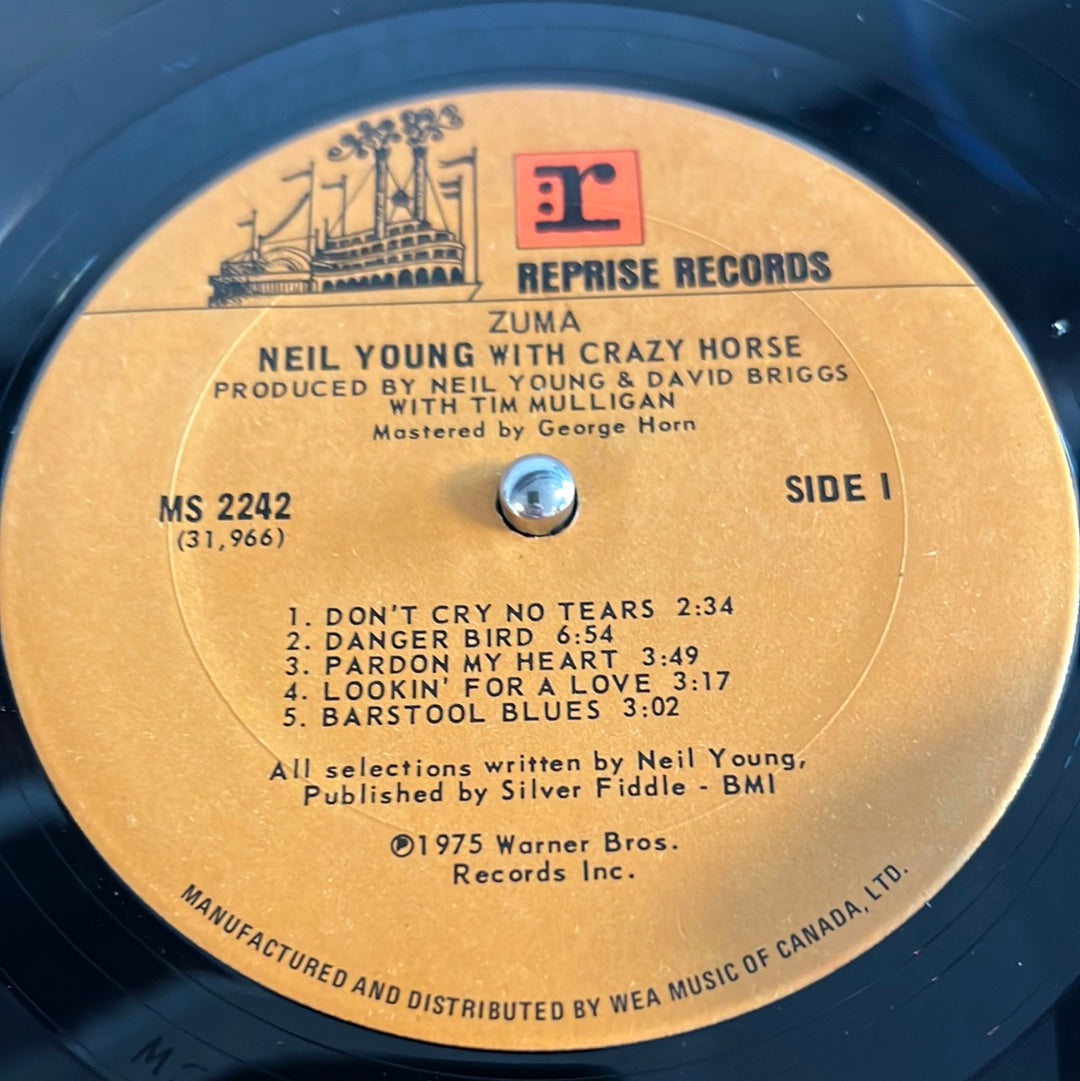 r
REPRISE RECORDS
ZUMA
NEIL YOUNG WITH CRAZY HORSE
PRODUCED BY NEIL YOUNG & DAVID BRIGGS
WITH TIM MULLIGAN
Mastered by George Horn
MS 2242
(31,966)
SIDE 1
1. DON'T CRY NO TEARS 2:34
2. DANGER BIRD 6:54
3. PARDON MY HEART 3:49
4. LOOKIN' FOR A LOVE 3:17
5. BARSTOOL BLUES 3:02
All selections written by Neil Young,
Published by Silver Fiddle - BMI
℗1975 Warner Bros.
Records Inc.
MANUFACTURED AND DISTRIBUTED BY WEA MUSIC OF CANADA, LTD.